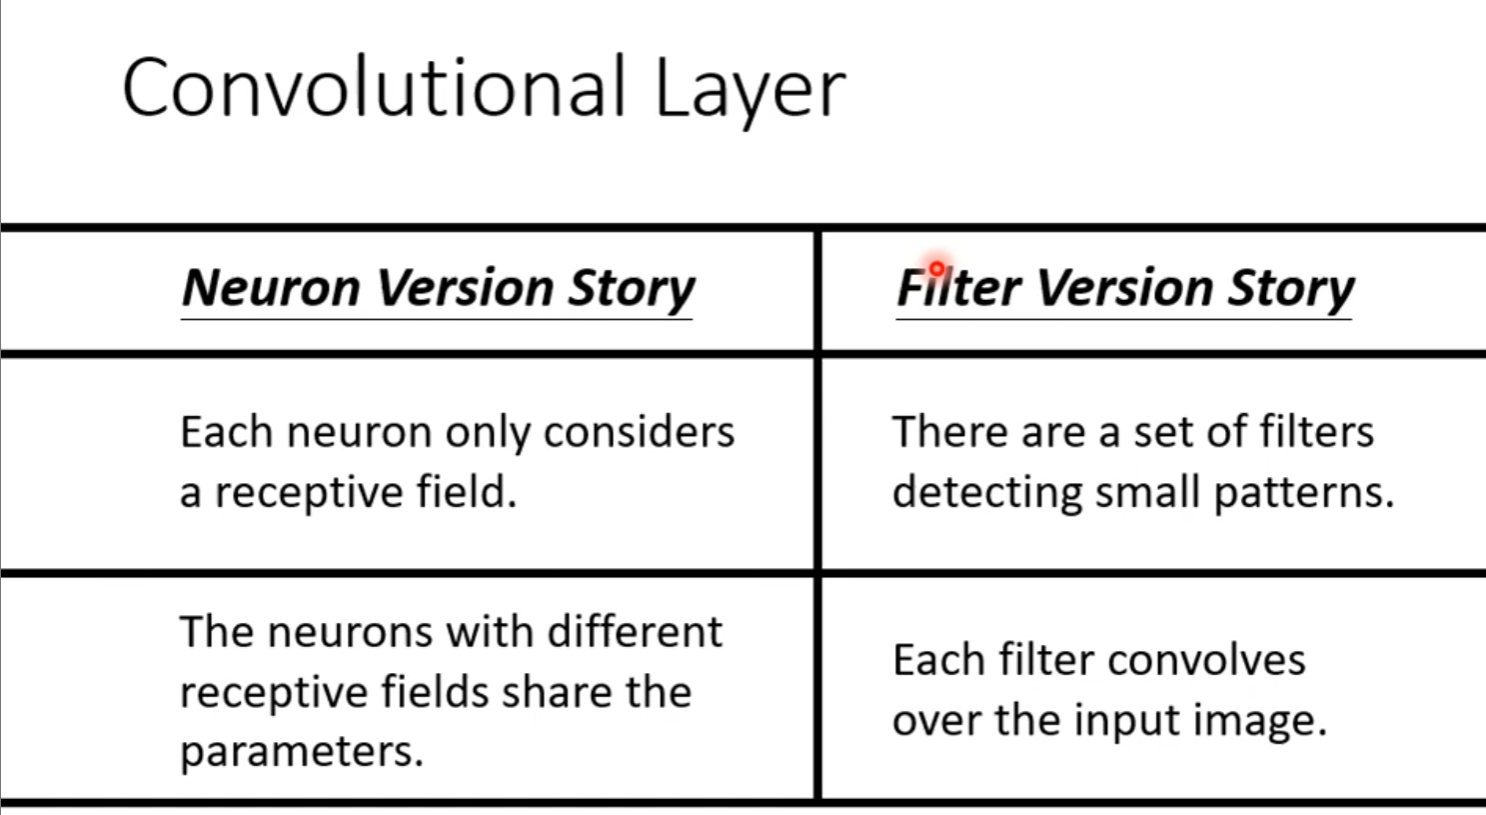 Convolutional Layer
Neuron Version Story
Filter Version Story
Each neuron only considers
a receptive field.
There are a set of filters
detecting small patterns.
The neurons with different
receptive fields share the
parameters.
Each filter convolves
over the input image.